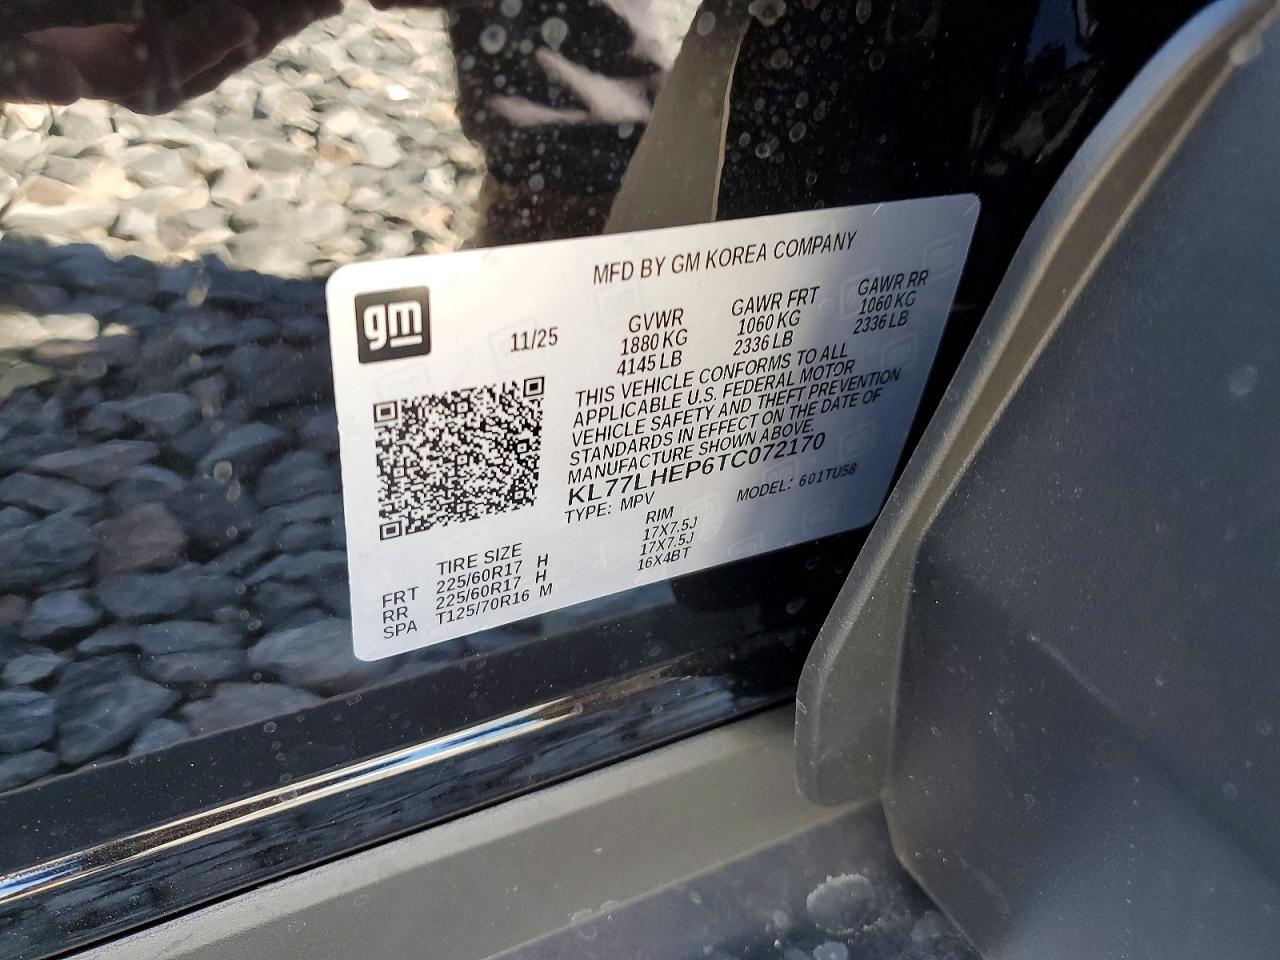 MFD BY GM KOREA COMPANY
gm
11/25
GVWR
1880 KG
4145 LB
GAWR FRT
1060 KG
2336 LB
GAWR RR
1060 KG
2336 LB
THIS VEHICLE CONFORMS TO ALL
APPLICABLE U.S. FEDERAL MOTOR
VEHICLE SAFETY AND THEFT PREVENTION
STANDARDS IN EFFECT ON THE DATE OF
MANUFACTURE SHOWN ABOVE.
KL77LHEP6TC072170
TYPE: MPV MODEL: 601TU58
TIRE SIZE RIM
FRT 225/60R17 H 17X7.5J
RR 225/60R17 H 17X7.5J
SPA T125/70R16 M 16X4BT